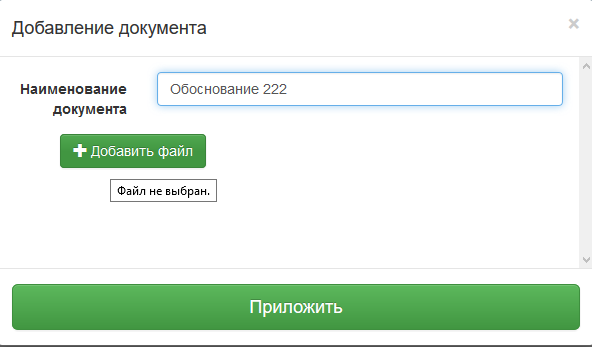 Добавление документа
×
Наименование
документа
Обоснование 222
Добавить файл
Файл не выбран.
Приложить